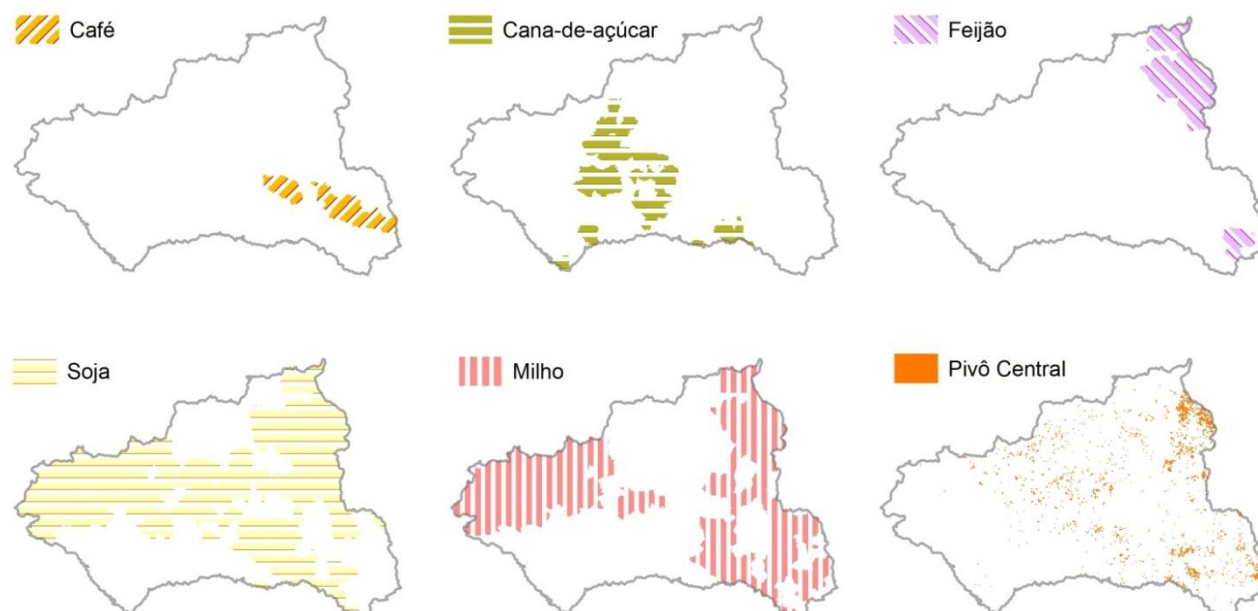 Café
Cana-de-açúcar
Feijão
Soja
Milho
Pivô Central